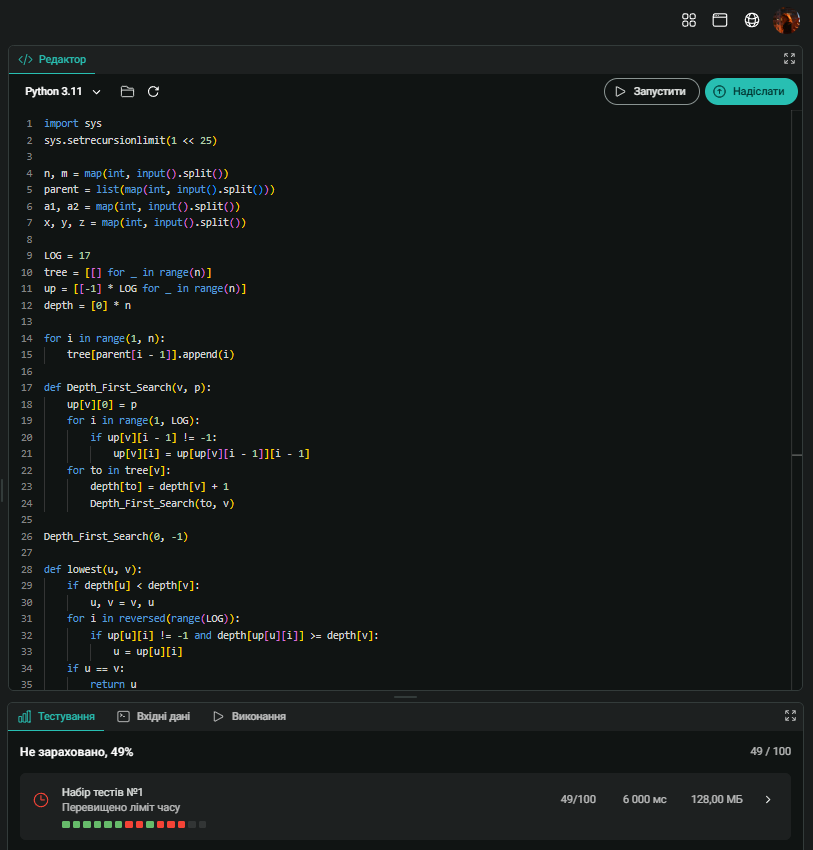 </> Редактор
Python 3.11
Запустити
Надіслати
1 import sys
2 sys.setrecursionlimit(1 << 25)
3
4 n, m = map(int, input().split())
5 parent = list(map(int, input().split()))
6 a1, a2 = map(int, input().split())
7 x, y, z = map(int, input().split())
8
9 LOG = 17
10 tree = [[] for _ in range(n)]
11 up = [[-1] * LOG for _ in range(n)]
12 depth = [0] * n
13
14 for i in range(1, n):
15     tree[parent[i - 1]].append(i)
16
17 def Depth_First_Search(v, p):
18     up[v][0] = p
19     for i in range(1, LOG):
20         if up[v][i - 1] != -1:
21             up[v][i] = up[up[v][i - 1]][i - 1]
22     for to in tree[v]:
23         depth[to] = depth[v] + 1
24         Depth_First_Search(to, v)
25
26 Depth_First_Search(0, -1)
27
28 def lowest(u, v):
29     if depth[u] < depth[v]:
30         u, v = v, u
31     for i in reversed(range(LOG)):
32         if up[u][i] != -1 and depth[up[u][i]] >= depth[v]:
33             u = up[u][i]
34     if u == v:
35         return u
Тестування
Вхідні дані
Виконання
Не зараховано, 49%
49 / 100
Набір тестів №1
Перевищено ліміт часу
49/100
6 000 мс
128,00 МБ